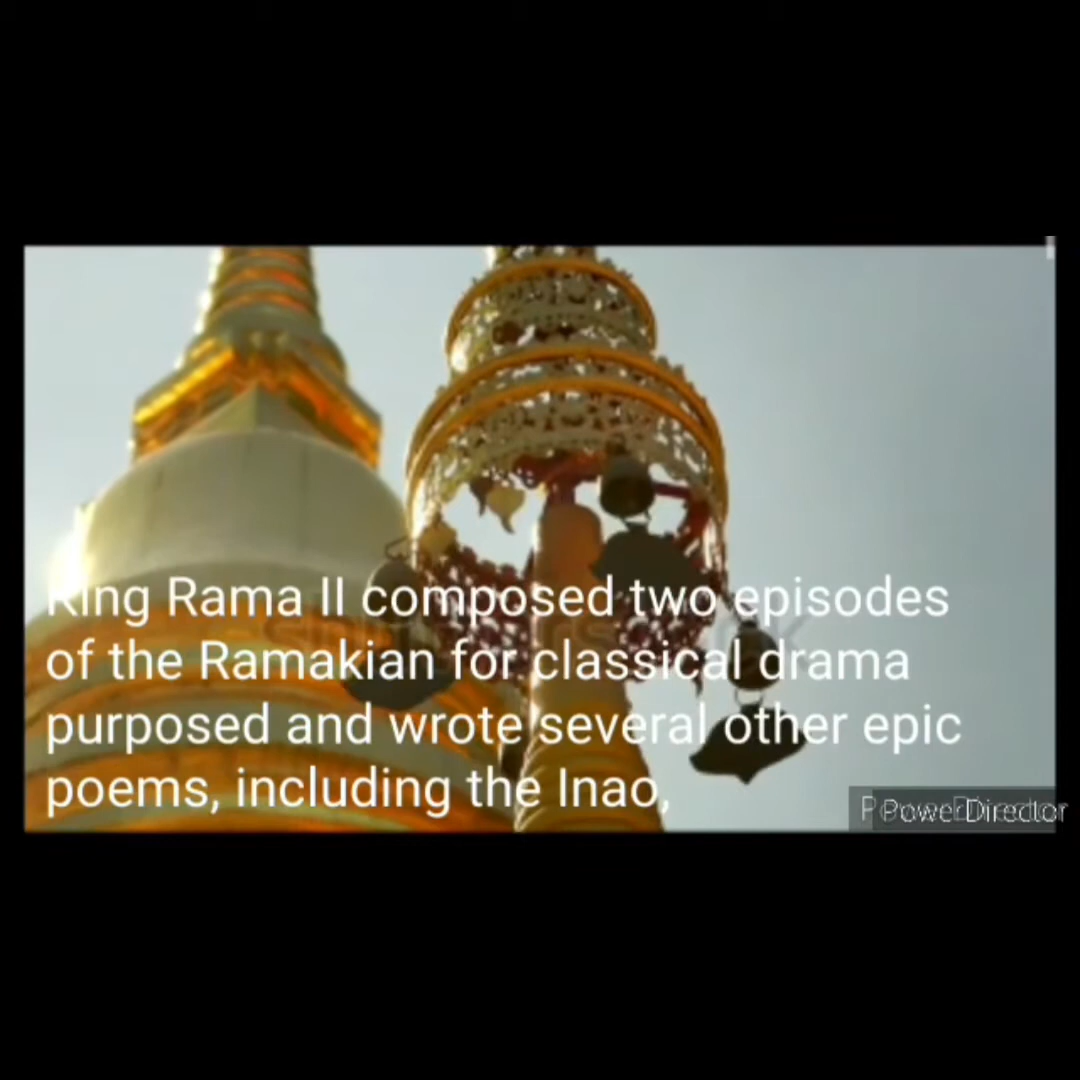 King Rama II composed two episodes
of the Ramakian for classical drama
purposed and wrote several other epic
poems, including the Inao,
PowerDirector